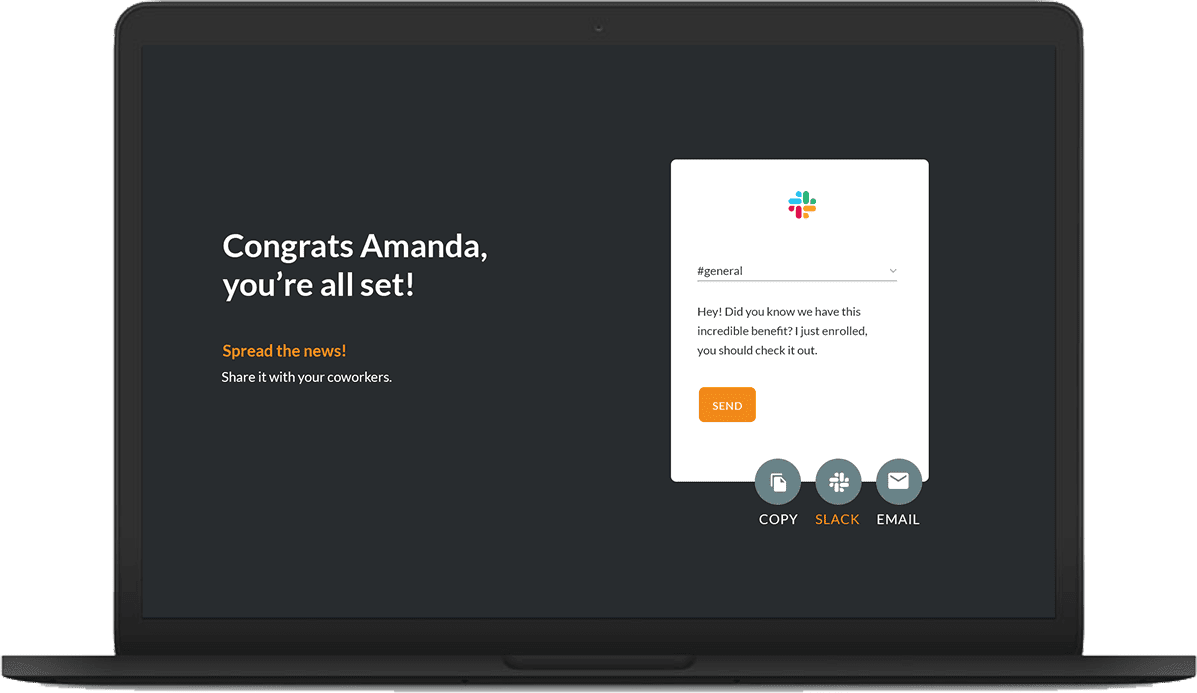 Congrats Amanda,
you're all set!
Spread the news!
Share it with your coworkers.
#general
Hey! Did you know we have this
incredible benefit? I just enrolled,
you should check it out.
SEND
COPY
SLACK
EMAIL